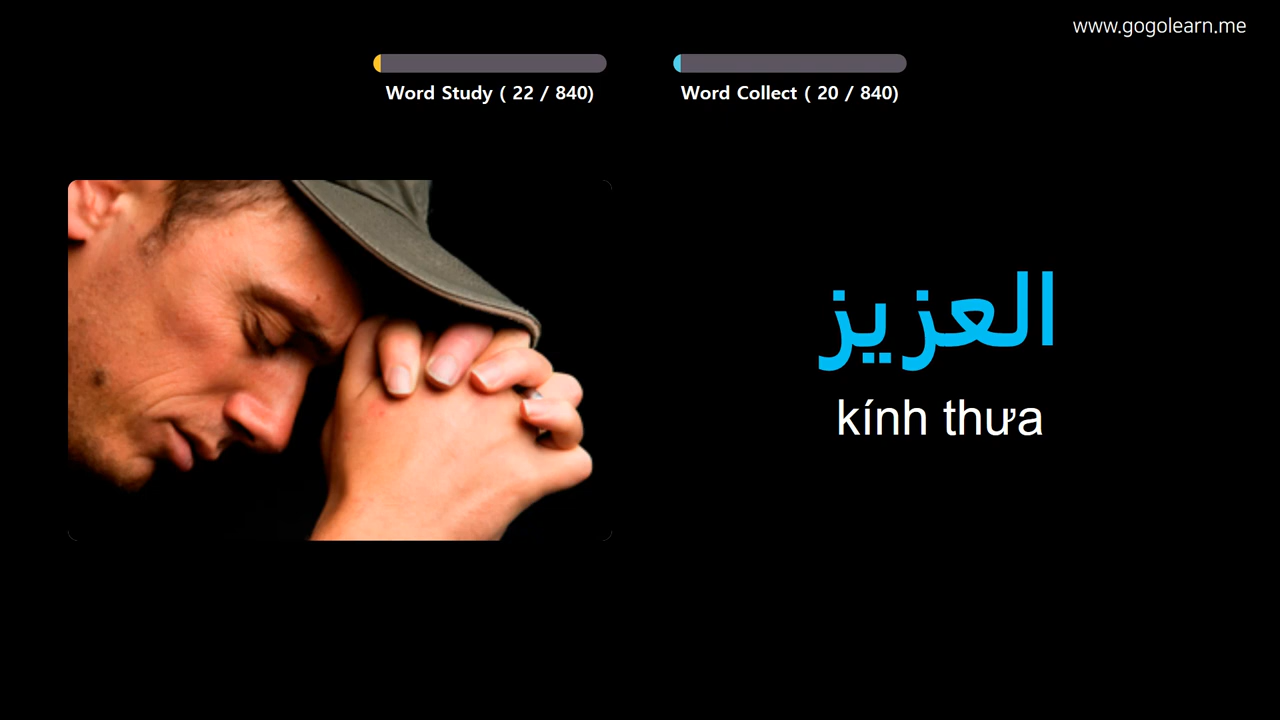 www.gogolearn.me
Word Study ( 22 / 840)
Word Collect ( 20 / 840)
العزيز
kính thưa